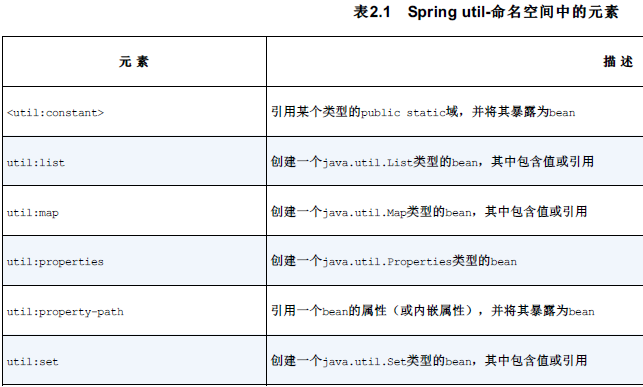 表2.1 Spring util-命名空间中的元素
元 素 描 述
<util:constant> 引用某个类型的public static域，并将其暴露为bean
util:list 创建一个java.util.List类型的bean，其中包含值或引用
util:map 创建一个java.util.Map类型的bean，其中包含值或引用
util:properties 创建一个java.util.Properties类型的bean
util:property-path 引用一个bean的属性（或内嵌属性），并将其暴露为bean
util:set 创建一个java.util.Set类型的bean，其中包含值或引用